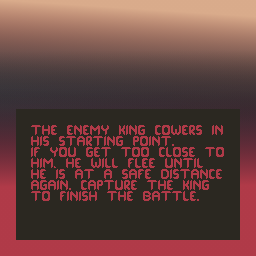 THE ENEMY KING COWERS IN
HIS STARTING POINT.
IF YOU GET TOO CLOSE TO
HIM, HE WILL FLEE UNTIL
HE IS AT A SAFE DISTANCE
AGAIN. CAPTURE THE KING
TO FINISH THE BATTLE.